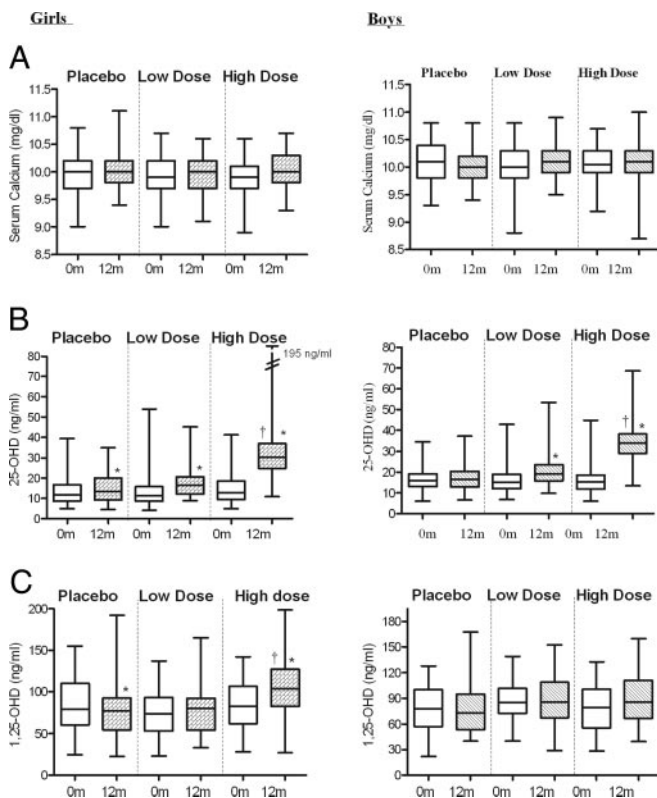 Girls
Boys
A
Placebo Low Dose High Dose
Serum Calcium (mg/dl)
11.5
11.0
10.5
10.0
9.5
9.0
8.5
0m 12m 0m 12m 0m 12m
Placebo Low Dose High Dose
Serum Calcium (mg/dl)
11.5
11.0
10.5
10.0
9.5
9.0
8.5
0m 12m 0m 12m 0m 12m
B
Placebo Low Dose High Dose
25-OHD (ng/ml)
80
70
60
50
40
30
20
10
0
195 ng/ml
* * † *
0m 12m 0m 12m 0m 12m
Placebo Low Dose High Dose
25-OHD (ng/ml)
80
70
60
50
40
30
20
10
0
* † *
0m 12m 0m 12m 0m 12m
C
Placebo Low Dose High dose
1,25-OHD (ng/ml)
200
150
100
50
0
* † *
0m 12m 0m 12m 0m 12m
Placebo Low Dose High Dose
1,25-OHD (ng/ml)
180
150
120
90
60
30
0
0m 12m 0m 12m 0m 12m